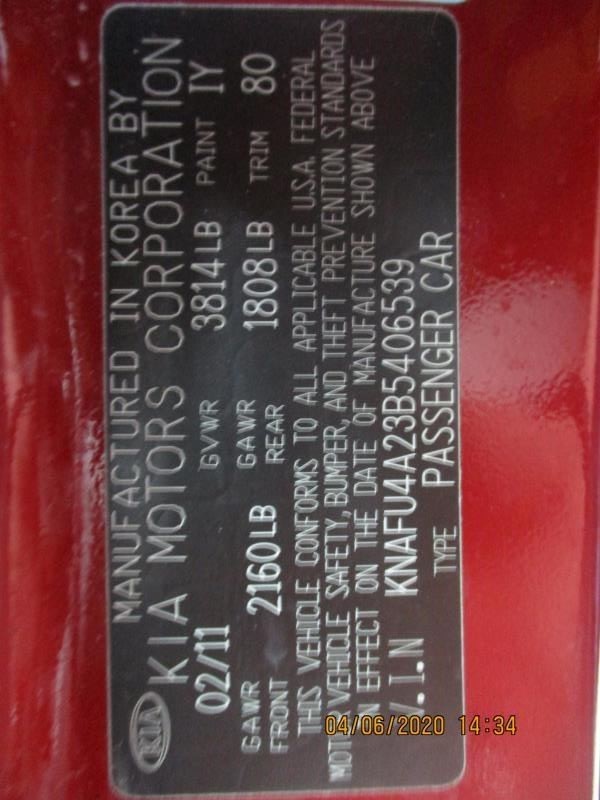 MANUFACTURED IN KOREA BY
KIA KIA MOTORS CORPORATION
02/11 GVWR 3814LB PAINT IY
GAWR FRONT 2160LB GAWR REAR 1808LB TRIM 80
THIS VEHICLE CONFORMS TO ALL APPLICABLE U.S.A. FEDERAL
MOTOR VEHICLE SAFETY, BUMPER, AND THEFT PREVENTION STANDARDS
IN EFFECT ON THE DATE OF MANUFACTURE SHOWN ABOVE
V.I.N KNAFU4A23B5406539
TYPE PASSENGER CAR
04/06/2020 14:34